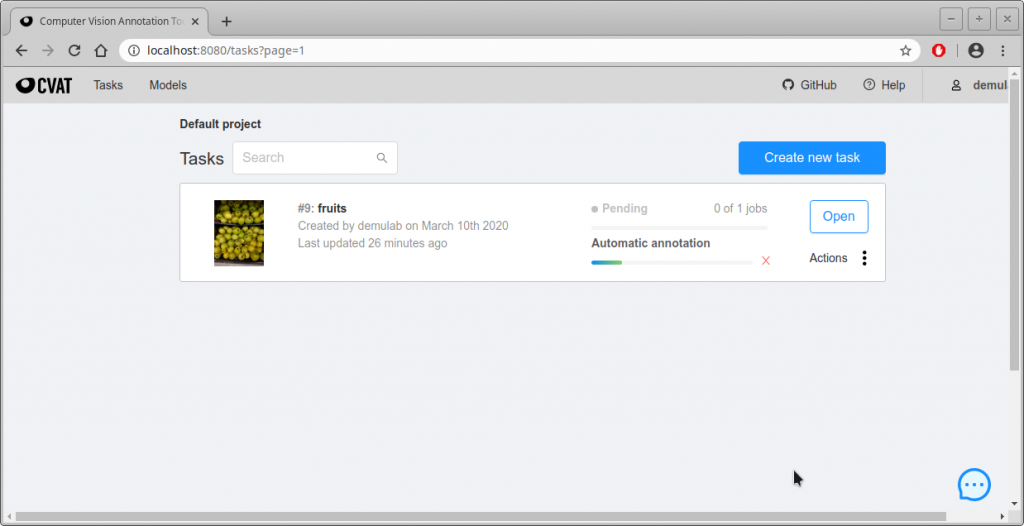 Computer Vision Annotation To
localhost:8080/tasks?page=1
CVAT Tasks Models GitHub Help demula
Default project
Tasks Search Create new task
#9: fruits
Created by demulab on March 10th 2020
Last updated 26 minutes ago
Pending 0 of 1 jobs
Automatic annotation
Open
Actions